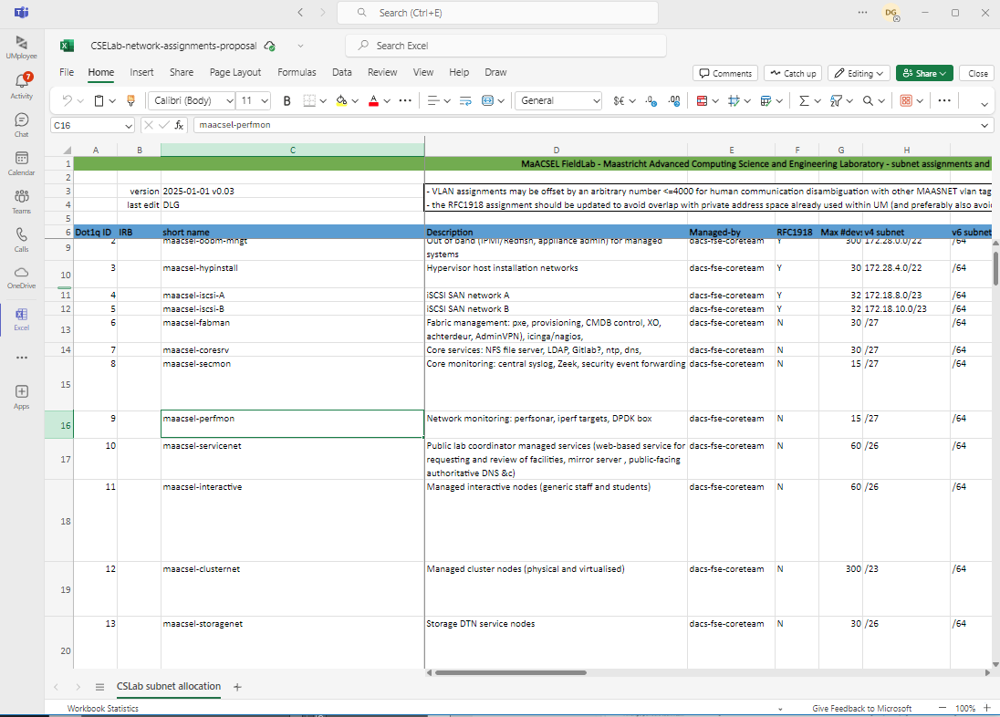 Search (Ctrl+E)
DG
UMployee
7
Activity
Chat
Calendar
Teams
Calls
OneDrive
Excel
Apps
CSELab-network-assignments-proposal
Search Excel
File Home Insert Share Page Layout Formulas Data Review View Help Draw
Comments Catch up Editing Share Close
Calibri (Body) 11 B A General $€ .0 .00
C16 fx maacsel-perfmon
A B C D E F G H
1 MaACSEL FieldLab - Maastricht Advanced Computing Science and Engineering Laboratory - subnet assignments and
2
3 version 2025-01-01 v0.03 - VLAN assignments may be offset by an arbitrary number <=4000 for human communication disambiguation with other MAASNET vlan tag
4 last edit DLG - the RFC1918 assignment should be updated to avoid overlap with private address space already used within UM (and preferably also avoi
5
6 Dot1q ID IRB short name Description Managed-by RFC1918 Max #devs v4 subnet v6 subnet
9 2 maacsel-ooom-mngt Out of band (IPMI/Redfish, appliance admin) for managed dacs-fse-coreteam Y 300 172.28.0.0/22 /64
systems
10 3 maacsel-hypinstall Hypervisor host installation networks dacs-fse-coreteam Y 30 172.28.4.0/22 /64
11 4 maacsel-iscsi-A iSCSI SAN network A dacs-fse-coreteam Y 32 172.18.8.0/23 /64
12 5 maacsel-iscsi-B iSCSI SAN network B dacs-fse-coreteam Y 32 172.18.10.0/23 /64
13 6 maacsel-fabman Fabric management: pxe, provisioning, CMDB control, XO, dacs-fse-coreteam N 30 /27 /64
achterdeur, AdminVPN), icinga/nagios,
14 7 maacsel-coresrv Core services: NFS file server, LDAP, Gitlab?, ntp, dns, dacs-fse-coreteam N 30 /27 /64
15 8 maacsel-secmon Core monitoring: central syslog, Zeek, security event forwarding dacs-fse-coreteam N 15 /27 /64
16 9 maacsel-perfmon Network monitoring: perfsonar, iperf targets, DPDK box dacs-fse-coreteam N 15 /27 /64
17 10 maacsel-servicenet Public lab coordinator managed services (web-based service for dacs-fse-coreteam N 60 /26 /64
requesting and review of facilities, mirror server , public-facing
authoritative DNS &c)
18 11 maacsel-interactive Managed interactive nodes (generic staff and students) dacs-fse-coreteam N 60 /26 /64
19 12 maacsel-clusternet Managed cluster nodes (physical and virtualised) dacs-fse-coreteam N 300 /23 /64
20 13 maacsel-storagenet Storage DTN service nodes dacs-fse-coreteam N 30 /26 /64
CSLab subnet allocation
Workbook Statistics Give Feedback to Microsoft 100%